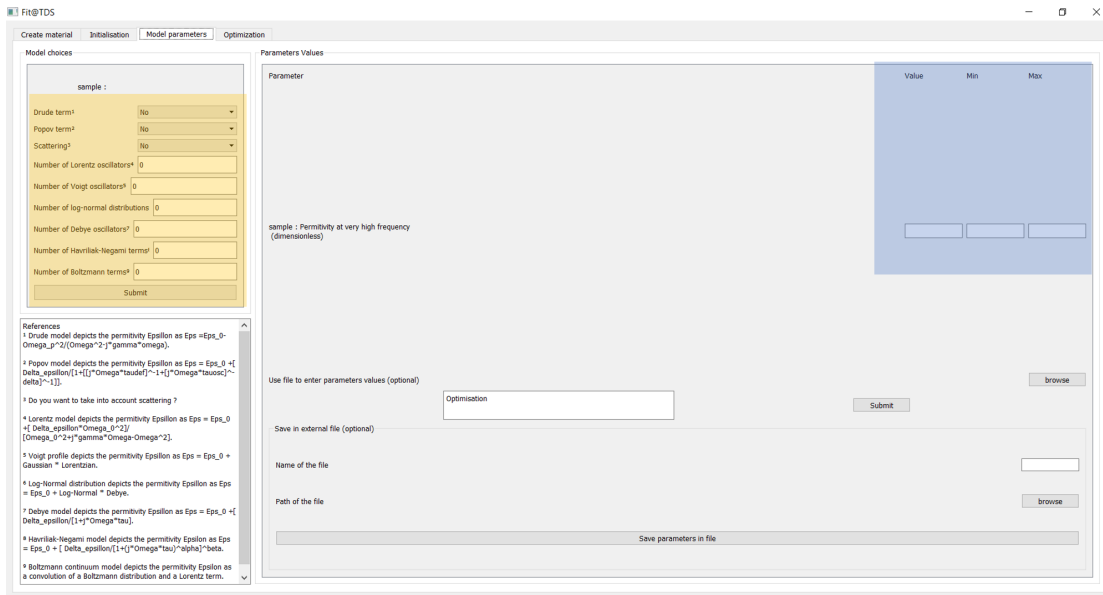 Fit@TDS
Create material Initialisation Model parameters Optimization
Model choices
sample :
Drude term¹ No
Popov term² No
Scattering³ No
Number of Lorentz oscillators⁴ 0
Number of Voigt oscillators⁵ 0
Number of log-normal distributions 0
Number of Debye oscillators⁷ 0
Number of Havriliak-Negami terms⁸ 0
Number of Boltzmann terms⁹ 0
Submit
References
¹ Drude model depicts the permitivity Epsillon as Eps =Eps_0-
Omega_p^2/(Omega^2-j*gamma*omega).
² Popov model depicts the permitivity Epsillon as Eps = Eps_0 +[
Delta_epsillon/[1+[[j*Omega*taudef]^-1+[j*Omega*tauosc]^-
delta]^-1]].
³ Do you want to take into account scattering ?
⁴ Lorentz model depicts the permitivity Epsillon as Eps = Eps_0
+[ Delta_epsillon*Omega_0^2]/
[Omega_0^2+j*gamma*Omega-Omega^2].
⁵ Voigt profile depicts the permitivity Epsillon as Eps = Eps_0 +
Gaussian * Lorentzian.
⁶ Log-Normal distribution depicts the permitivity Epsillon as Eps
= Eps_0 + Log-Normal * Debye.
⁷ Debye model depicts the permitivity Epsillon as Eps = Eps_0 +[
Delta_epsillon/[1+j*Omega*tau].
⁸ Havriliak-Negami model depicts the permitivity Epsilon as Eps
= Eps_0 + [ Delta_epsillon/[1+(j*Omega*tau)^alpha]^beta.
⁹ Boltzmann continuum model depicts the permitivity Epsilon as
a convolution of a Boltzmann distribution and a Lorentz term.
Parameters Values
Parameter Value Min Max
sample : Permitivity at very high frequency
(dimensionless)
Use file to enter parameters values (optional) browse
Optimisation Submit
Save in external file (optional)
Name of the file
Path of the file browse
Save parameters in file